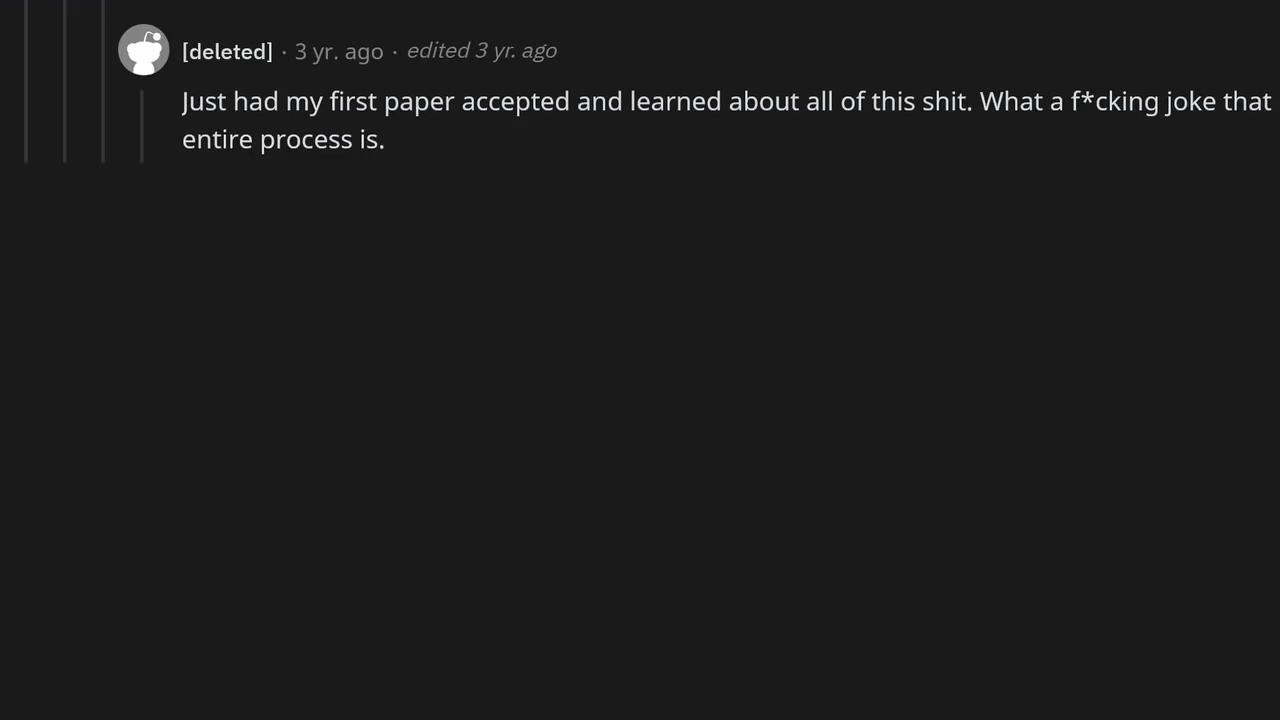 [deleted] · 3 yr. ago · edited 3 yr. ago
Just had my first paper accepted and learned about all of this shit. What a f*cking joke that
entire process is.